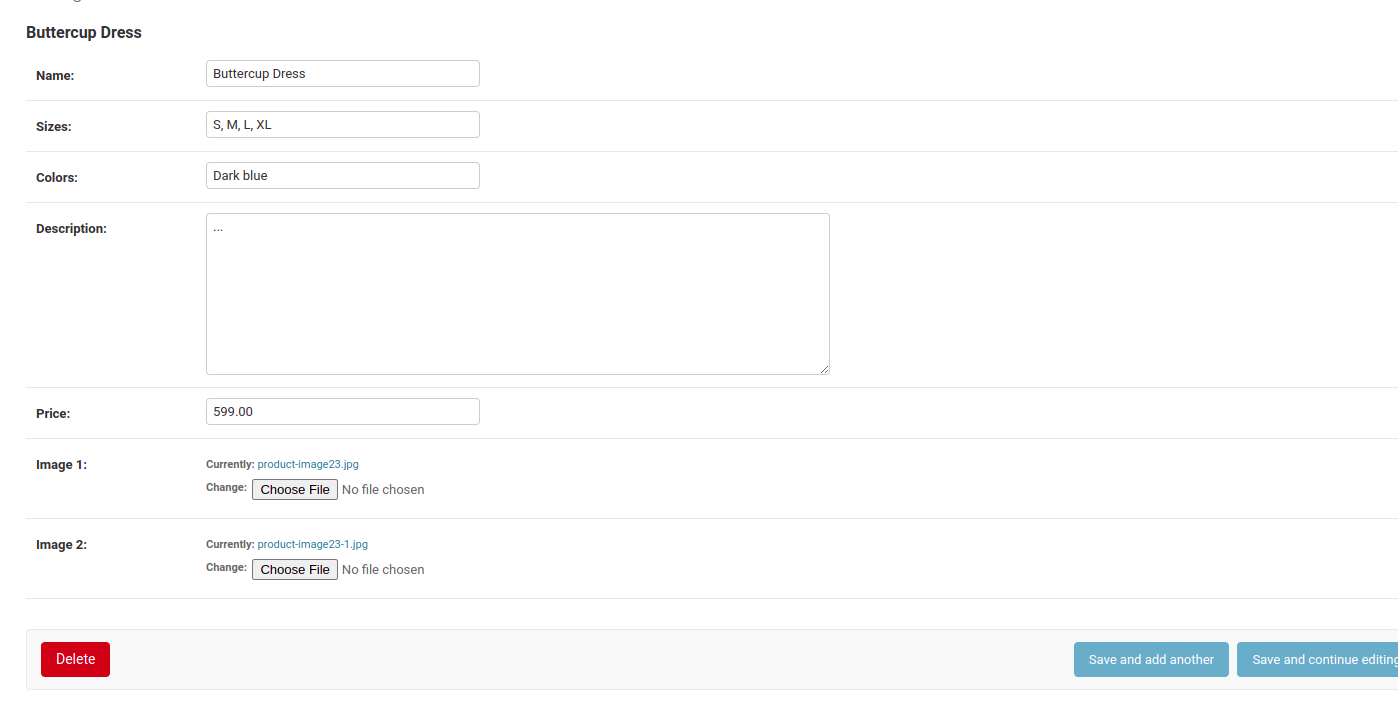 Buttercup Dress
Name: Buttercup Dress
Sizes: S, M, L, XL
Colors: Dark blue
Description: ...
Price: 599.00
Image 1: Currently: product-image23.jpg
Change: Choose File No file chosen
Image 2: Currently: product-image23-1.jpg
Change: Choose File No file chosen
Delete Save and add another Save and continue editing